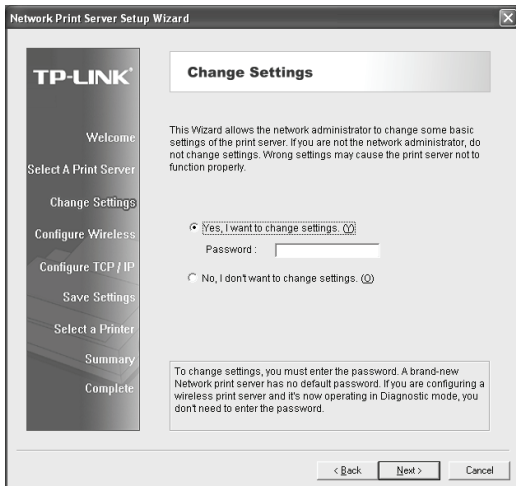 Network Print Server Setup Wizard
TP-LINK
Welcome
Select A Print Server
Change Settings
Configure Wireless
Configure TCP / IP
Save Settings
Select a Printer
Summary
Complete
Change Settings
This Wizard allows the network administrator to change some basic
settings of the print server. If you are not the network administrator, do
not change settings. Wrong settings may cause the print server not to
function properly.
Yes, I want to change settings. (Y)
Password :
No, I don't want to change settings. (O)
To change settings, you must enter the password. A brand-new
Network print server has no default password. If you are configuring a
wireless print server and it's now operating in Diagnostic mode, you
don't need to enter the password.
< Back
Next >
Cancel